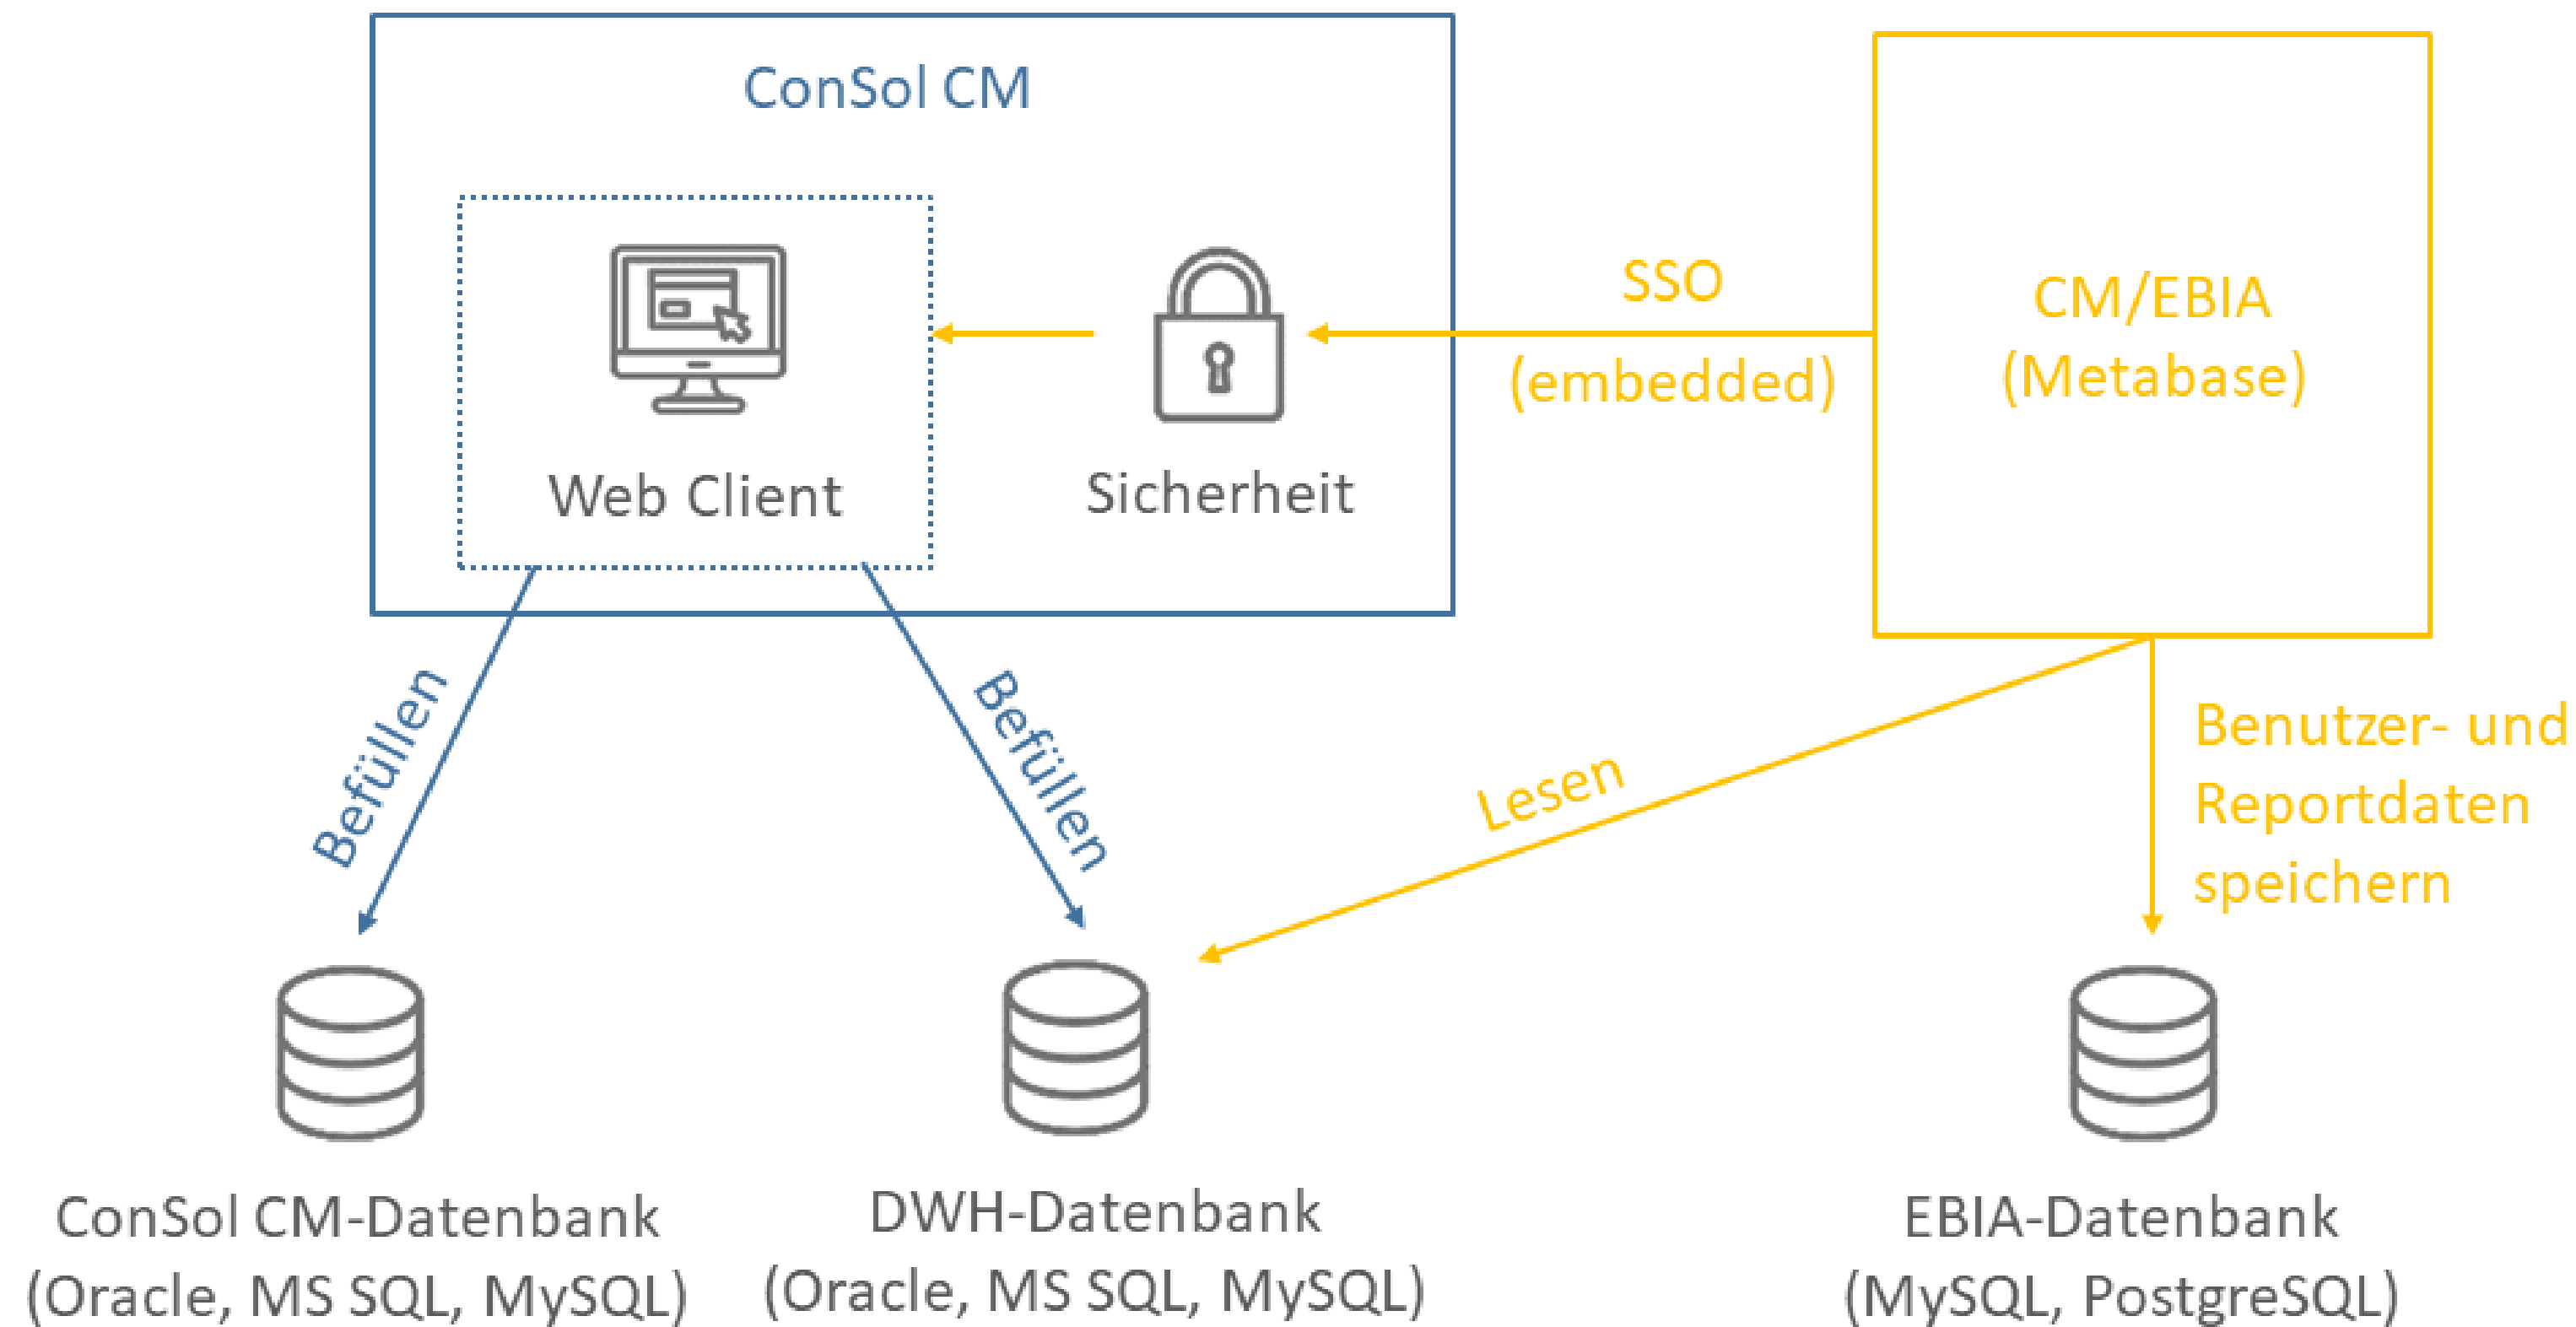 ConSol CM
Web Client
Sicherheit
SSO
(embedded)
CM/EBIA
(Metabase)
Befüllen
Befüllen
Lesen
Benutzer- und
Reportdaten
speichern
ConSol CM-Datenbank
(Oracle, MS SQL, MySQL)
DWH-Datenbank
(Oracle, MS SQL, MySQL)
EBIA-Datenbank
(MySQL, PostgreSQL)